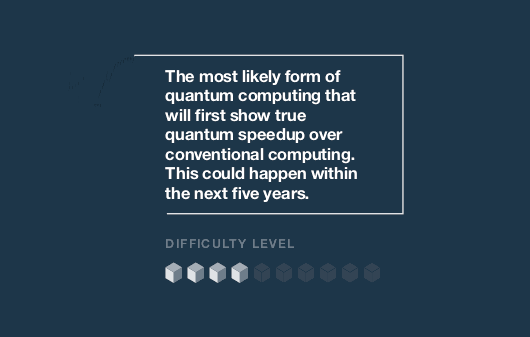 The most likely form of
quantum computing that
will first show true
quantum speedup over
conventional computing.
This could happen within
the next five years.
DIFFICULTY LEVEL